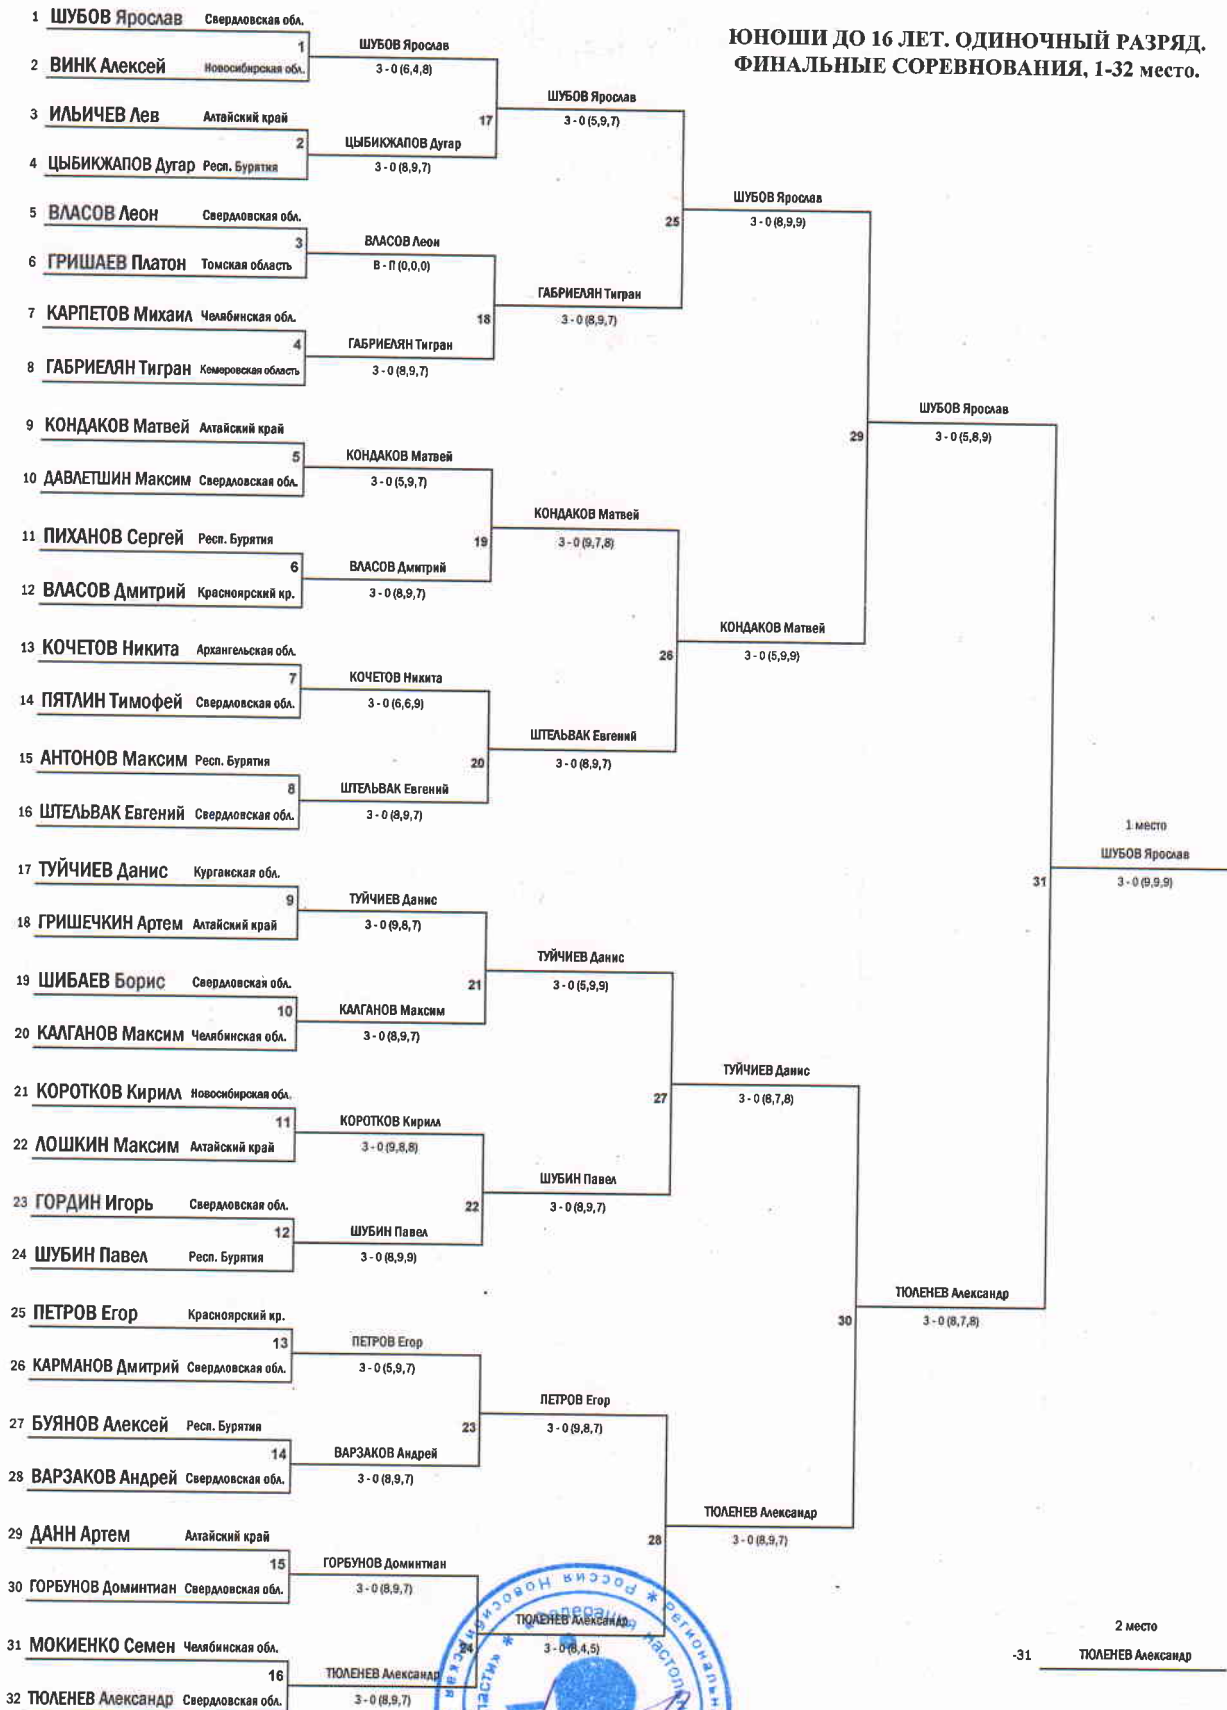 ЮНОШИ ДО 16 ЛЕТ. ОДИНОЧНЫЙ РАЗРЯД.
ФИНАЛЬНЫЕ СОРЕВНОВАНИЯ, 1-32 место.
1 ШУБОВ Ярослав Свердловская обл.
1
2 ВИНК Алексей Новосибирская обл.
3 ИЛЬИЧЕВ Лев Алтайский край
2
4 ЦЫБИКЖАПОВ Дугар Респ. Бурятия
5 ВЛАСОВ Леон Свердловская обл.
3
6 ГРИШАЕВ Платон Томская область
7 КАРПЕТОВ Михаил Челябинская обл.
4
8 ГАБРИЕЛЯН Тигран Кемеровская область
9 КОНДАКОВ Матвей Алтайский край
5
10 ДАВЛЕТШИН Максим Свердловская обл.
11 ПИХАНОВ Сергей Респ. Бурятия
6
12 ВЛАСОВ Дмитрий Красноярский кр.
13 КОЧЕТОВ Никита Архангельская обл.
7
14 ПЯТЛИН Тимофей Свердловская обл.
15 АНТОНОВ Максим Респ. Бурятия
8
16 ШТЕЛЬВАК Евгений Свердловская обл.
17 ТУЙЧИЕВ Данис Курганская обл.
9
18 ГРИШЕЧКИН Артем Алтайский край
19 ШИБАЕВ Борис Свердловская обл.
10
20 КАЛГАНОВ Максим Челябинская обл.
21 КОРОТКОВ Кирилл Новосибирская обл.
11
22 ЛОШКИН Максим Алтайский край
23 ГОРДИН Игорь Свердловская обл.
12
24 ШУБИН Павел Респ. Бурятия
25 ПЕТРОВ Егор Красноярский кр.
13
26 КАРМАНОВ Дмитрий Свердловская обл.
27 БУЯНОВ Алексей Респ. Бурятия
14
28 ВАРЗАКОВ Андрей Свердловская обл.
29 ДАНН Артем Алтайский край
15
30 ГОРБУНОВ Доминтиан Свердловская обл.
31 МОКИЕНКО Семен Челябинская обл.
16
32 ТЮЛЕНЕВ Александр Свердловская обл.
ШУБОВ Ярослав
3 - 0 (6,4,8)
17
ЦЫБИКЖАПОВ Дугар
3 - 0 (8,9,7)
ВЛАСОВ Леон
В - П (0,0,0)
18
ГАБРИЕЛЯН Тигран
3 - 0 (8,9,7)
КОНДАКОВ Матвей
3 - 0 (5,9,7)
19
ВЛАСОВ Дмитрий
3 - 0 (8,9,7)
КОЧЕТОВ Никита
3 - 0 (6,6,9)
20
ШТЕЛЬВАК Евгений
3 - 0 (8,9,7)
ТУЙЧИЕВ Данис
3 - 0 (9,8,7)
21
КАЛГАНОВ Максим
3 - 0 (8,9,7)
КОРОТКОВ Кирилл
3 - 0 (9,8,8)
22
ШУБИН Павел
3 - 0 (8,9,9)
ПЕТРОВ Егор
3 - 0 (5,9,7)
23
ВАРЗАКОВ Андрей
3 - 0 (8,9,7)
ГОРБУНОВ Доминтиан
3 - 0 (8,9,7)
24
ТЮЛЕНЕВ Александр
3 - 0 (8,9,7)
ШУБОВ Ярослав
3 - 0 (5,9,7)
25
ГАБРИЕЛЯН Тигран
3 - 0 (8,9,7)
КОНДАКОВ Матвей
3 - 0 (9,7,8)
26
ШТЕЛЬВАК Евгений
3 - 0 (8,9,7)
ТУЙЧИЕВ Данис
3 - 0 (5,9,9)
27
ШУБИН Павел
3 - 0 (8,9,7)
ПЕТРОВ Егор
3 - 0 (9,8,7)
28
ТЮЛЕНЕВ Александр
3 - 0 (8,4,5)
ШУБОВ Ярослав
3 - 0 (8,9,9)
29
КОНДАКОВ Матвей
3 - 0 (5,9,9)
ТУЙЧИЕВ Данис
3 - 0 (8,7,8)
30
ТЮЛЕНЕВ Александр
3 - 0 (8,9,7)
ШУБОВ Ярослав
3 - 0 (5,8,9)
31
ТЮЛЕНЕВ Александр
3 - 0 (8,7,8)
1 место
ШУБОВ Ярослав
3 - 0 (9,9,9)
2 место
-31 ТЮЛЕНЕВ Александр
Россия Новосибирская